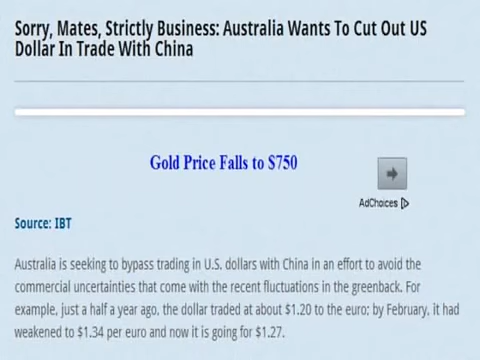 Sorry, Mates, Strictly Business: Australia Wants To Cut Out US
Dollar In Trade With China
Gold Price Falls to $750
AdChoices
Source: IBT
Australia is seeking to bypass trading in U.S. dollars with China in an effort to avoid the
commercial uncertainties that come with the recent fluctuations in the greenback. For
example, just a half a year ago, the dollar traded at about $1.20 to the euro; by February, it had
weakened to $1.34 per euro and now it is going for $1.27.